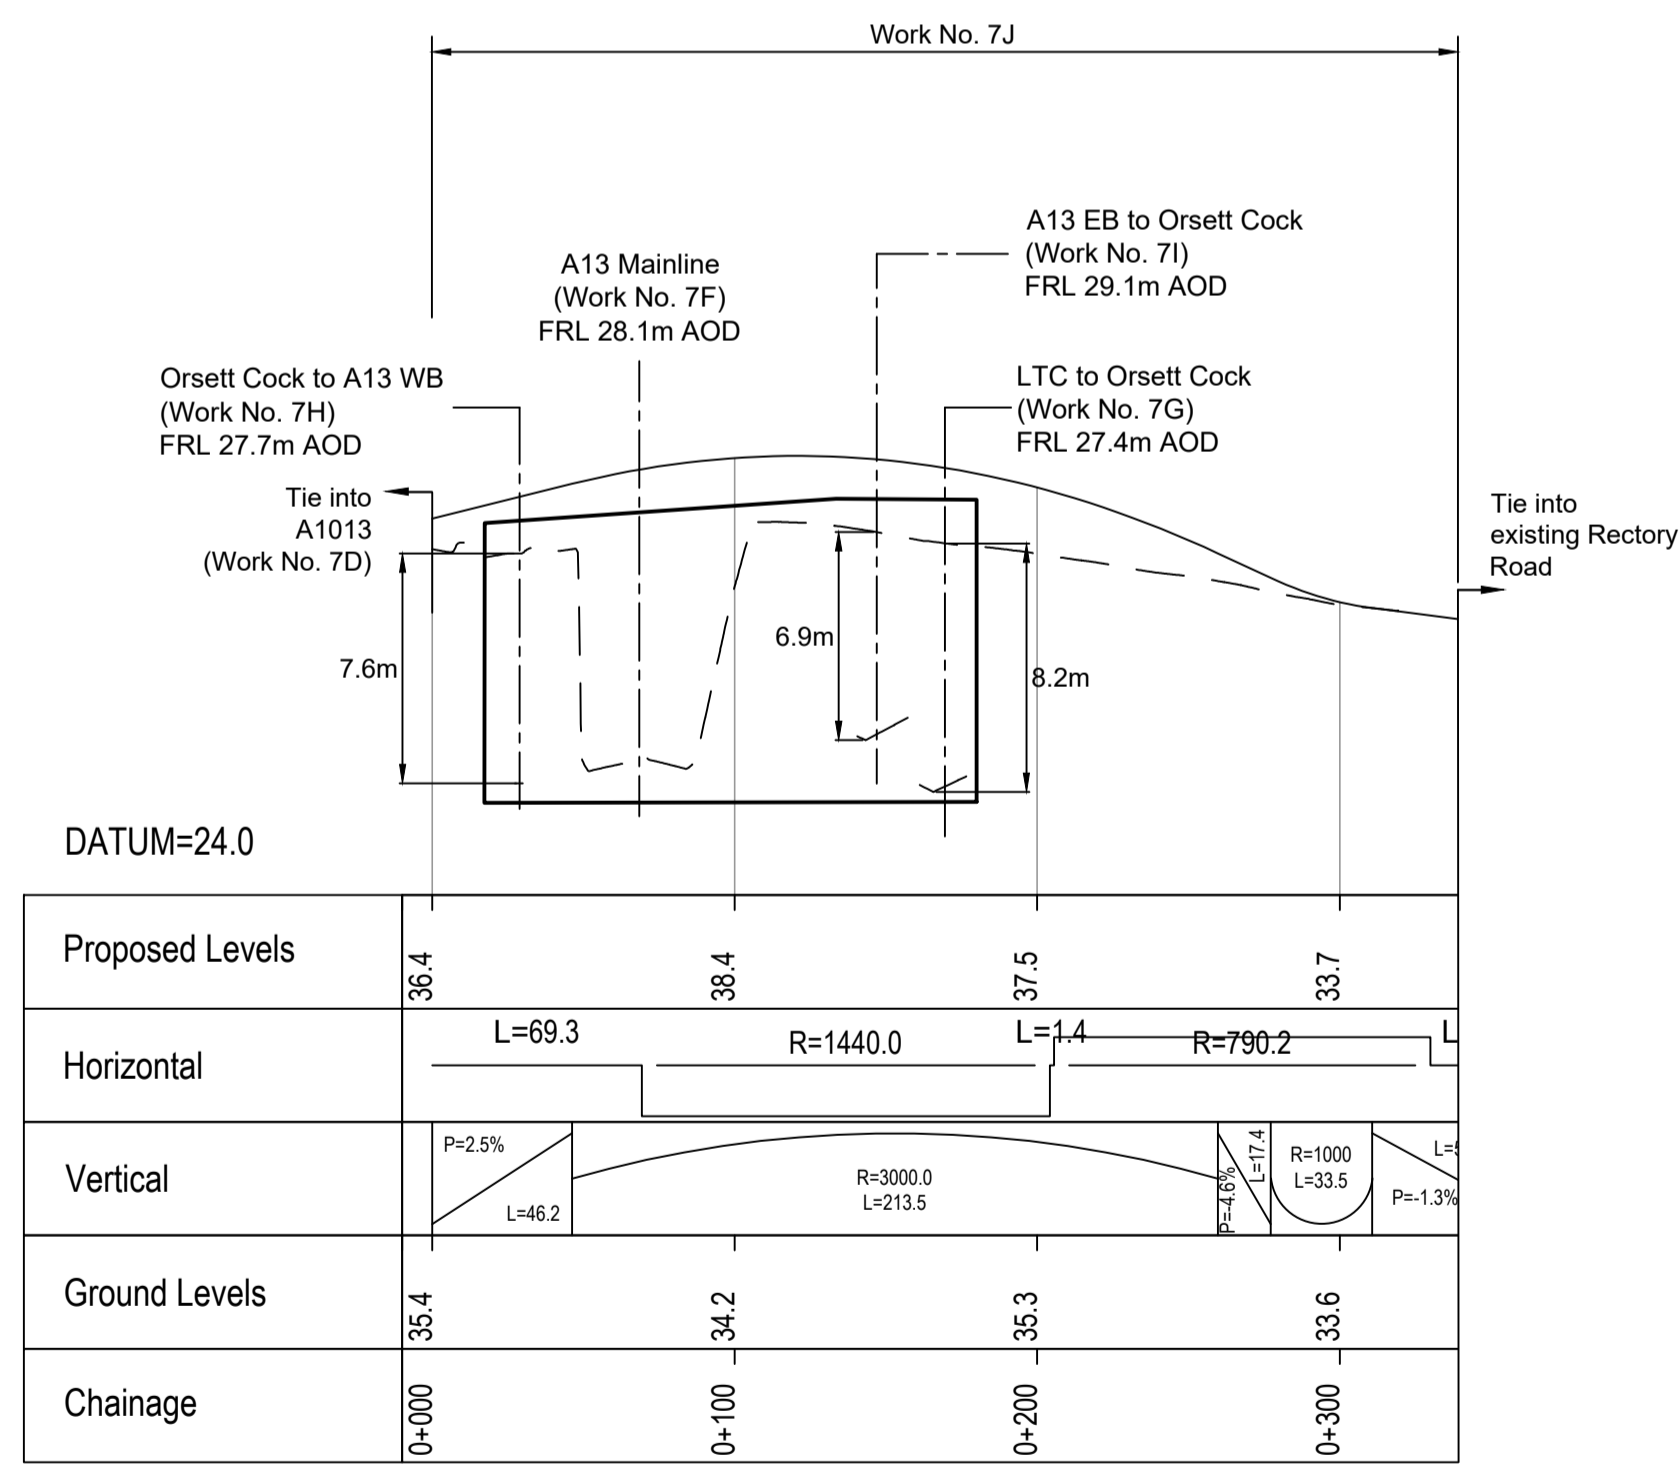 Work No. 7J
A13 EB to Orsett Cock
(Work No. 7I)
FRL 29.1m AOD
A13 Mainline
(Work No. 7F)
FRL 28.1m AOD
Orsett Cock to A13 WB
(Work No. 7H)
FRL 27.7m AOD
LTC to Orsett Cock
(Work No. 7G)
FRL 27.4m AOD
Tie into
A1013
(Work No. 7D)
Tie into
existing Rectory
Road
7.6m
6.9m
8.2m
DATUM=24.0
Proposed Levels
36.4
38.4
37.5
33.7
Horizontal
L=69.3
R=1440.0
L=1.4
R=790.2
L
Vertical
P=2.5%
L=46.2
R=3000.0
L=213.5
P=-4.6%
L=17.4
R=1000
L=33.5
L=
P=-1.3%
Ground Levels
35.4
34.2
35.3
33.6
Chainage
0+000
0+100
0+200
0+300